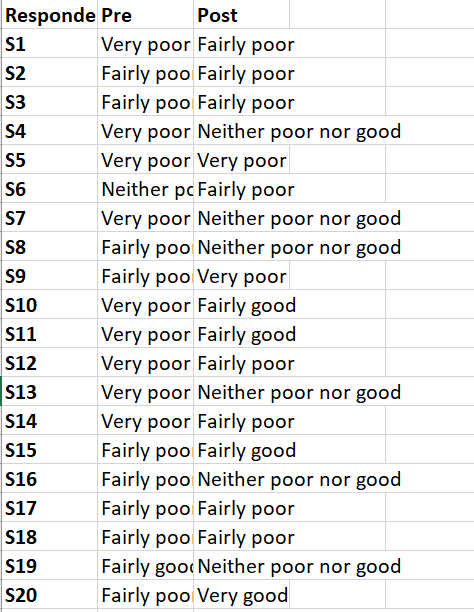 Responde Pre Post
S1 Very poor Fairly poor
S2 Fairly poo Fairly poor
S3 Fairly poo Fairly poor
S4 Very poor Neither poor nor good
S5 Very poor Very poor
S6 Neither po Fairly poor
S7 Very poor Neither poor nor good
S8 Fairly poo Neither poor nor good
S9 Fairly poo Very poor
S10 Very poor Fairly good
S11 Very poor Fairly good
S12 Very poor Fairly poor
S13 Very poor Neither poor nor good
S14 Very poor Fairly poor
S15 Fairly poo Fairly good
S16 Fairly poo Neither poor nor good
S17 Fairly poo Fairly poor
S18 Fairly poo Fairly poor
S19 Fairly goo Neither poor nor good
S20 Fairly poo Very good